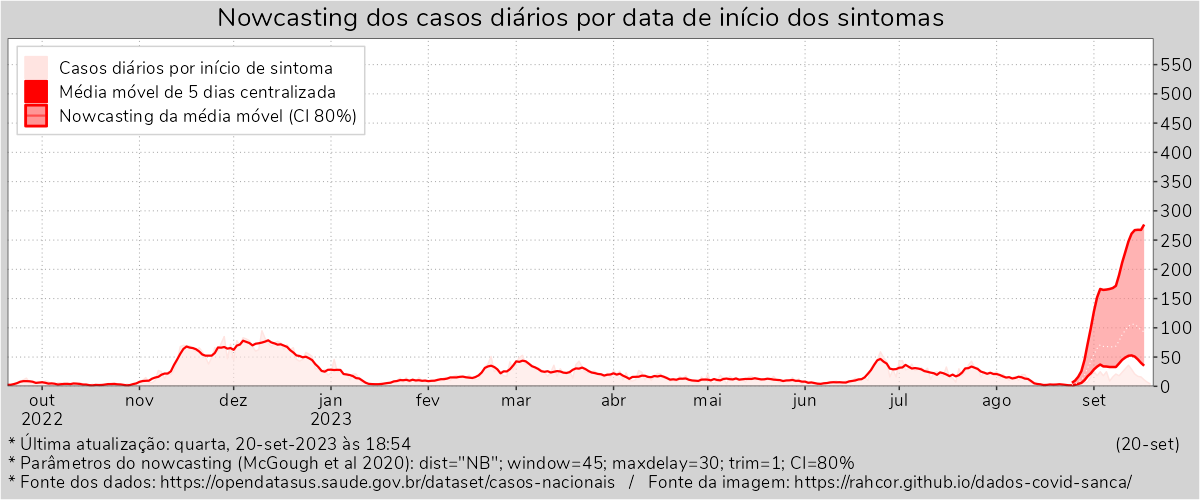 Nowcasting dos casos diários por data de início dos sintomas
Casos diários por início de sintoma
Média móvel de 5 dias centralizada
Nowcasting da média móvel (CI 80%)
550
500
450
400
350
300
250
200
150
100
50
0
out nov dez jan fev mar abr mai jun jul ago set
2022 2023
* Última atualização: quarta, 20-set-2023 às 18:54 (20-set)
* Parâmetros do nowcasting (McGough et al 2020): dist="NB"; window=45; maxdelay=30; trim=1; CI=80%
* Fonte dos dados: https://opendatasus.saude.gov.br/dataset/casos-nacionais / Fonte da imagem: https://rahcor.github.io/dados-covid-sanca/